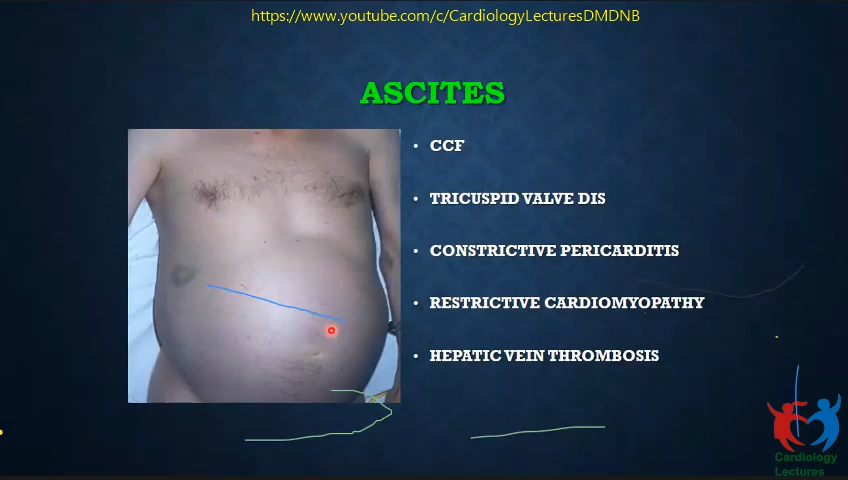 https://www.youtube.com/c/CardiologyLecturesDMDNB
ASCITES
• CCF
• TRICUSPID VALVE DIS
• CONSTRICTIVE PERICARDITIS
• RESTRICTIVE CARDIOMYOPATHY
• HEPATIC VEIN THROMBOSIS
Cardiology
Lectures